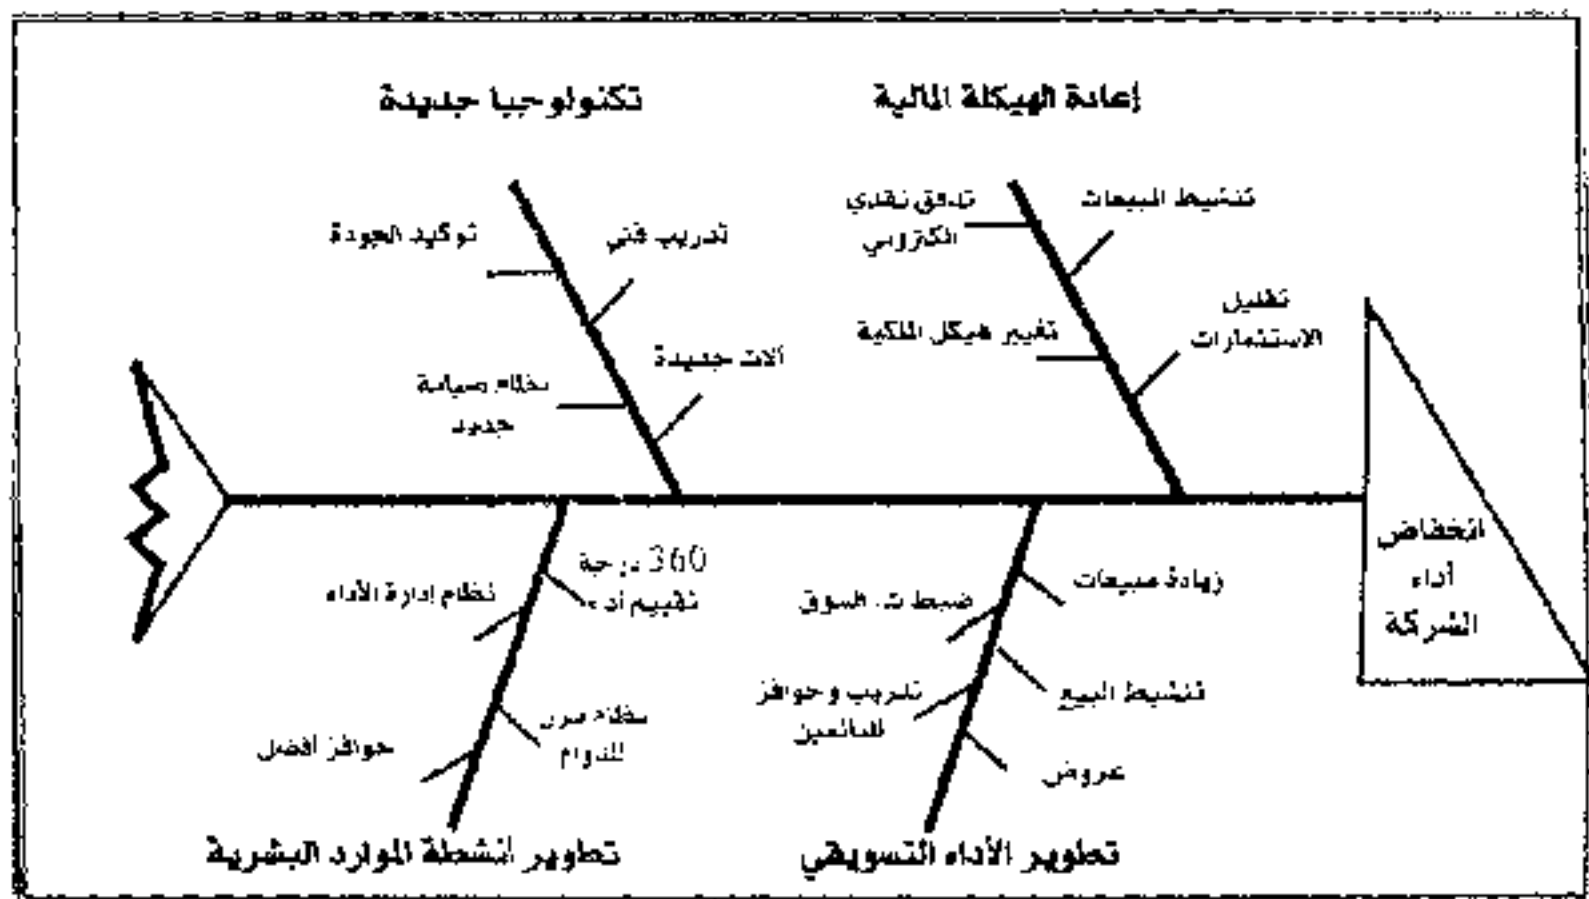 إعادة الهيكلة المالية
تكنولوجيا جديدة
تنشيط المبيعات
تدفق نقدي
الكتروني
تقليل
الاستثمارات
تغيير هيكل الملكية
تدريب فني
توكيد الجودة
آلات جديدة
نظام صيانة
جديد
انخفاض
أداء
الشركة
زيادة مبيعات
ضبط ت. السوق
تنشيط البيع
تدريب وحوافز
للبائعين
عروض
360 درجة
تقييم أداء
نظام إدارة الأداء
نظام مرن
للدوام
حوافز أفضل
تطوير الأداء التسويقي
تطوير أنشطة الموارد البشرية